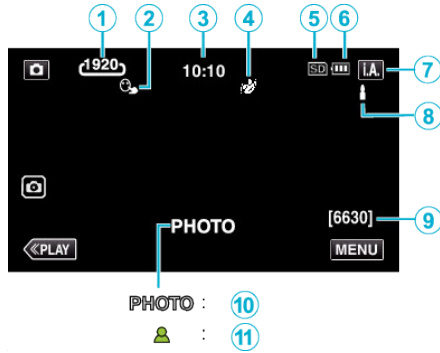 1 2 3 4 5 6
1920 10:10 SD i.A. 7
8
[6630] 9
PHOTO
≪PLAY MENU
PHOTO : 10
: 11